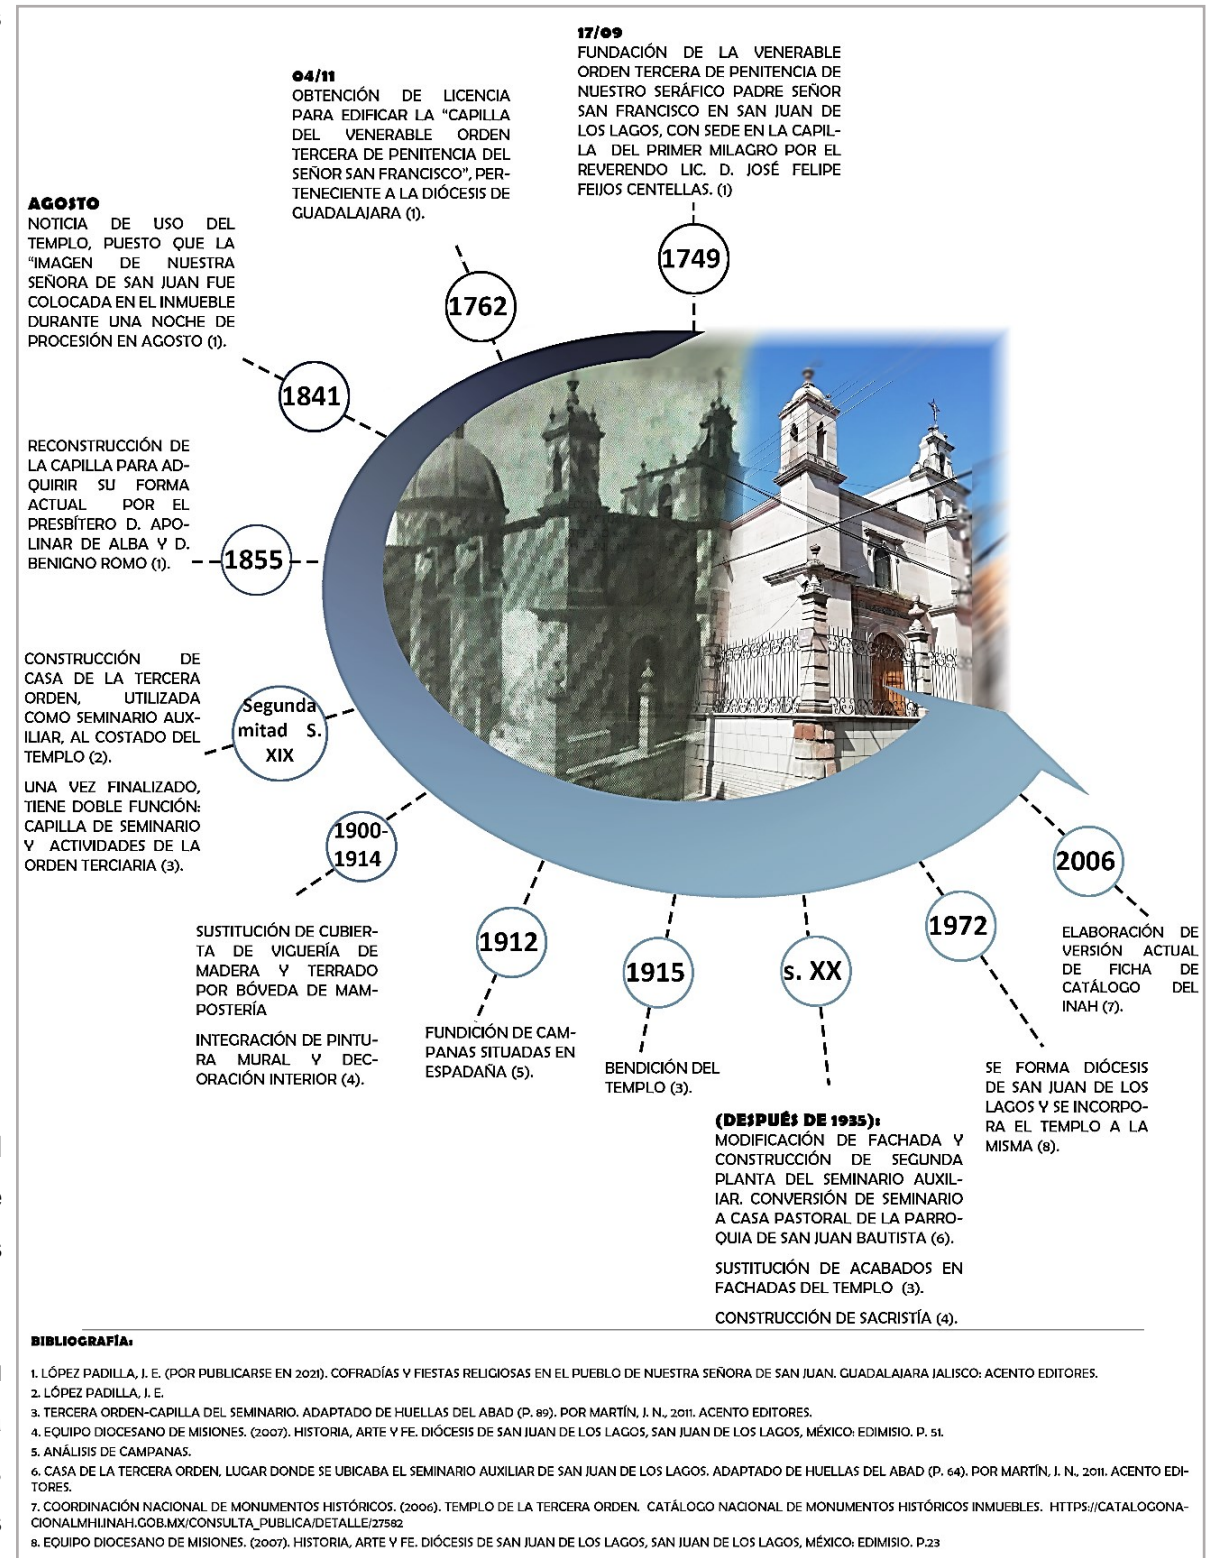 17/09
FUNDACIÓN DE LA VENERABLE
ORDEN TERCERA DE PENITENCIA DE
NUESTRO SERÁFICO PADRE SEÑOR
SAN FRANCISCO EN SAN JUAN DE
LOS LAGOS, CON SEDE EN LA CAPIL-
LA DEL PRIMER MILAGRO POR EL
REVERENDO LIC. D. JOSÉ FELIPE
FEIJOS CENTELLAS. (1)
1749
04/11
OBTENCIÓN DE LICENCIA
PARA EDIFICAR LA “CAPILLA
DEL VENERABLE ORDEN
TERCERA DE PENITENCIA DEL
SEÑOR SAN FRANCISCO”, PER-
TENECIENTE A LA DIÓCESIS DE
GUADALAJARA (1).
1762
AGOSTO
NOTICIA DE USO DEL
TEMPLO, PUESTO QUE LA
“IMAGEN DE NUESTRA
SEÑORA DE SAN JUAN FUE
COLOCADA EN EL INMUEBLE
DURANTE UNA NOCHE DE
PROCESIÓN EN AGOSTO (1).
1841
RECONSTRUCCIÓN DE
LA CAPILLA PARA AD-
QUIRIR SU FORMA
ACTUAL POR EL
PRESBÍTERO D. APO-
LINAR DE ALBA Y D.
BENIGNO ROMO (1).
1855
CONSTRUCCIÓN DE
CASA DE LA TERCERA
ORDEN, UTILIZADA
COMO SEMINARIO AUX-
ILIAR, AL COSTADO DEL
TEMPLO (2).
UNA VEZ FINALIZADO,
TIENE DOBLE FUNCIÓN:
CAPILLA DE SEMINARIO
Y ACTIVIDADES DE LA
ORDEN TERCIARIA (3).
Segunda
mitad S.
XIX
1900-
1914
SUSTITUCIÓN DE CUBIER-
TA DE VIGUERÍA DE
MADERA Y TERRADO
POR BÓVEDA DE MAM-
POSTERÍA
INTEGRACIÓN DE PINTU-
RA MURAL Y DEC-
ORACIÓN INTERIOR (4).
1912
FUNDICIÓN DE CAM-
PANAS SITUADAS EN
ESPADAÑA (5).
1915
BENDICIÓN DEL
TEMPLO (3).
s. XX
(DESPUÉS DE 1935):
MODIFICACIÓN DE FACHADA Y
CONSTRUCCIÓN DE SEGUNDA
PLANTA DEL SEMINARIO AUXIL-
IAR. CONVERSIÓN DE SEMINARIO
A CASA PASTORAL DE LA PARRO-
QUIA DE SAN JUAN BAUTISTA (6).
SUSTITUCIÓN DE ACABADOS EN
FACHADAS DEL TEMPLO (3).
CONSTRUCCIÓN DE SACRISTÍA (4).
1972
SE FORMA DIÓCESIS
DE SAN JUAN DE LOS
LAGOS Y SE INCORPO-
RA EL TEMPLO A LA
MISMA (8).
2006
ELABORACIÓN DE
VERSIÓN ACTUAL
DE FICHA DE
CATÁLOGO DEL
INAH (7).
BIBLIOGRAFÍA:
1. LÓPEZ PADILLA, J. E. (POR PUBLICARSE EN 2021). COFRADÍAS Y FIESTAS RELIGIOSAS EN EL PUEBLO DE NUESTRA SEÑORA DE SAN JUAN. GUADALAJARA JALISCO: ACENTO EDITORES.
2. LÓPEZ PADILLA, J. E.
3. TERCERA ORDEN-CAPILLA DEL SEMINARIO. ADAPTADO DE HUELLAS DEL ABAD (P. 89). POR MARTÍN, J. N., 2011. ACENTO EDITORES.
4. EQUIPO DIOCESANO DE MISIONES. (2007). HISTORIA, ARTE Y FE. DIÓCESIS DE SAN JUAN DE LOS LAGOS, SAN JUAN DE LOS LAGOS, MÉXICO: EDIMISIO. P. 51.
5. ANÁLISIS DE CAMPANAS.
6. CASA DE LA TERCERA ORDEN, LUGAR DONDE SE UBICABA EL SEMINARIO AUXILIAR DE SAN JUAN DE LOS LAGOS. ADAPTADO DE HUELLAS DEL ABAD (P. 64). POR MARTÍN, J. N., 2011. ACENTO EDI-
TORES.
7. COORDINACIÓN NACIONAL DE MONUMENTOS HISTÓRICOS. (2006). TEMPLO DE LA TERCERA ORDEN. CATÁLOGO NACIONAL DE MONUMENTOS HISTÓRICOS INMUEBLES. HTTPS://CATALOGONA-
CIONALMHI.INAH.GOB.MX/CONSULTA_PUBLICA/DETALLE/27582
8. EQUIPO DIOCESANO DE MISIONES. (2007). HISTORIA, ARTE Y FE. DIÓCESIS DE SAN JUAN DE LOS LAGOS, SAN JUAN DE LOS LAGOS, MÉXICO: EDIMISIO. P.23